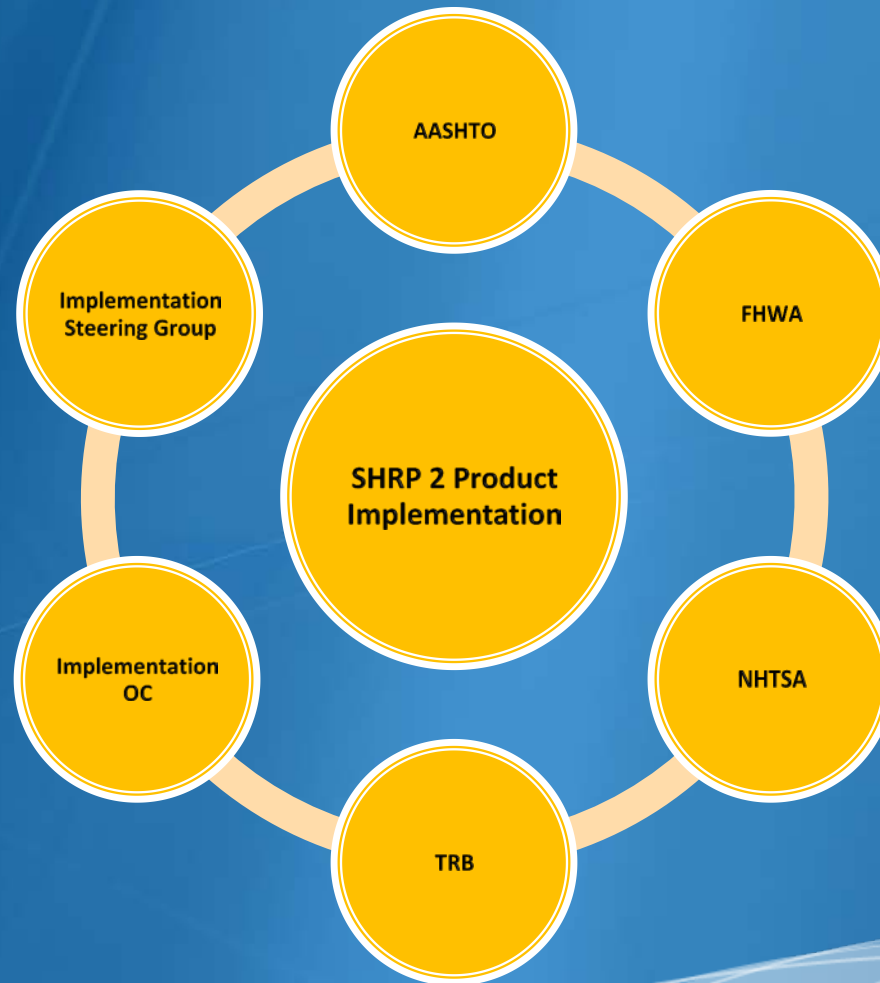 AASHTO
FHWA
NHTSA
TRB
Implementation
OC
Implementation
Steering Group
SHRP 2 Product
Implementation